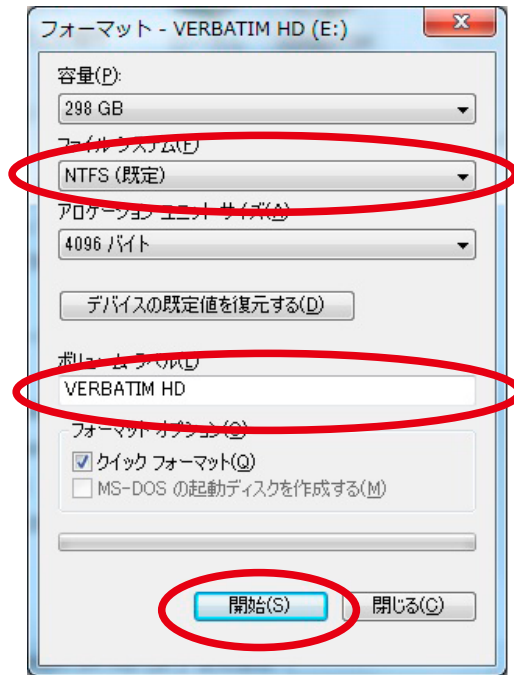 フォーマット - VERBATIM HD (E:)
容量(P):
298 GB
ファイル システム(F)
NTFS (既定)
アロケーション ユニット サイズ(A)
4096 バイト
デバイスの既定値を復元する(D)
ボリューム ラベル(L)
VERBATIM HD
フォーマット オプション(O)
クイック フォーマット(Q)
MS-DOS の起動ディスクを作成する(M)
開始(S) 閉じる(C)